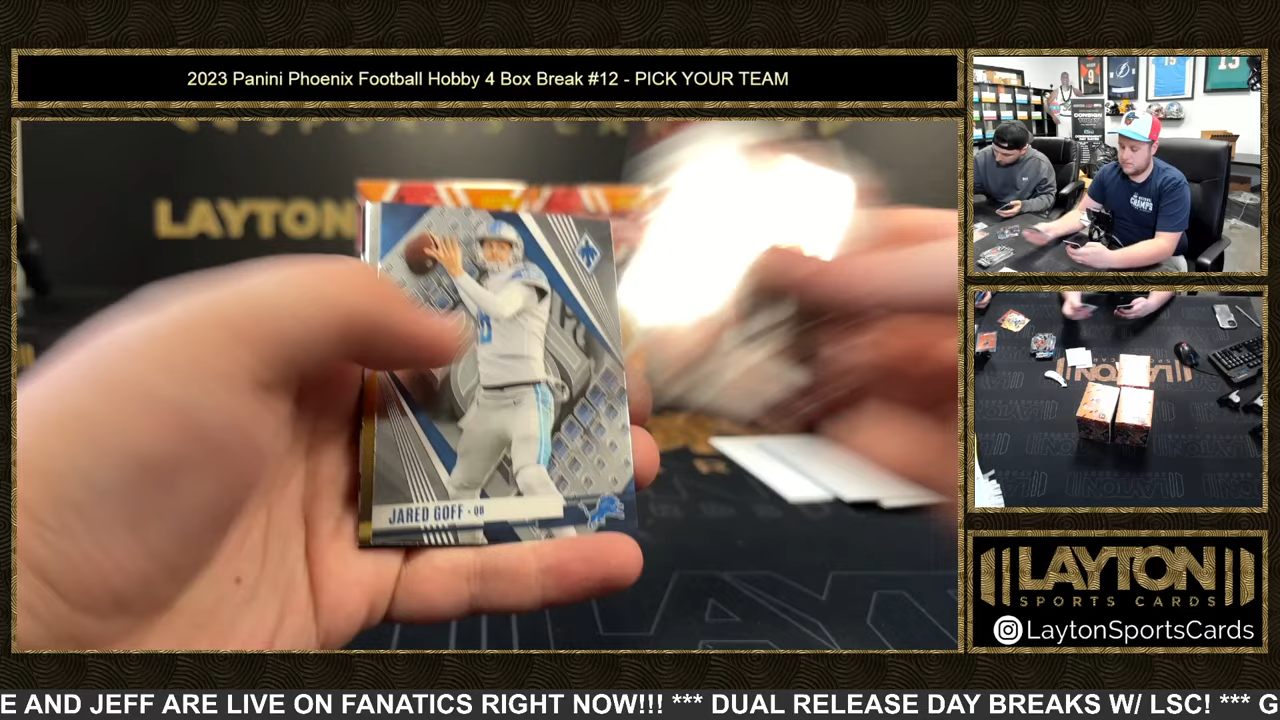 2023 Panini Phoenix Football Hobby 4 Box Break #12 - PICK YOUR TEAM
LAYTON
JARED GOFF - QB
LAYTON
SPORTS CARDS
LaytonSportsCards
E AND JEFF ARE LIVE ON FANATICS RIGHT NOW!!! *** DUAL RELEASE DAY BREAKS W/ LSC! *** G